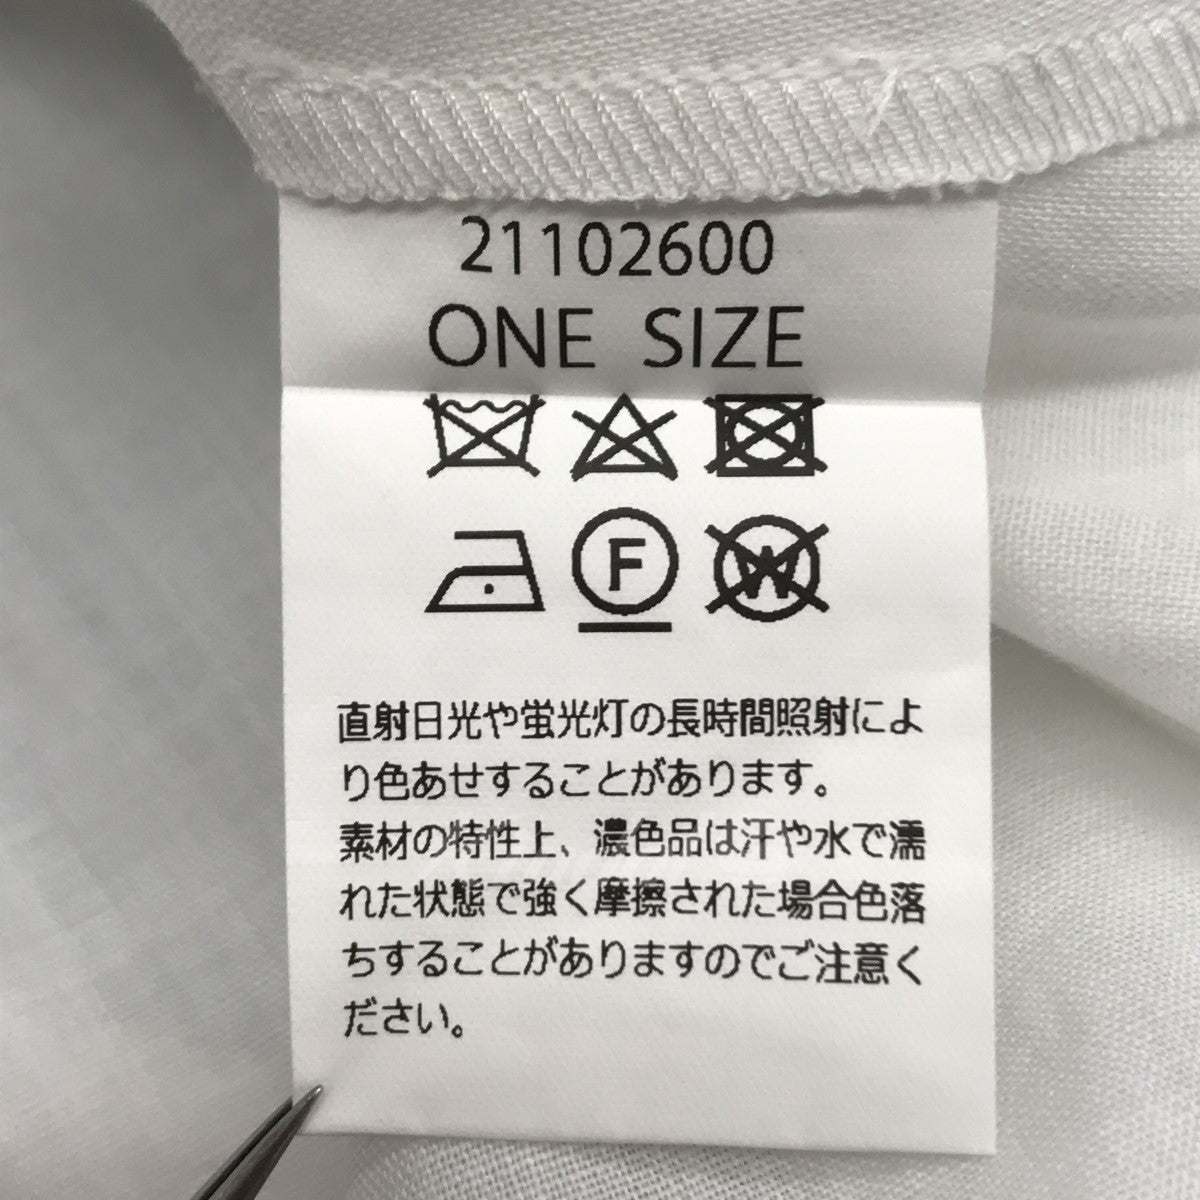 21102600
ONE SIZE
F
W
直射日光や蛍光灯の長時間照射によ
り色あせすることがあります。
素材の特性上、濃色品は汗や水で濡
れた状態で強く摩擦された場合色落
ちすることがありますのでご注意く
ださい。